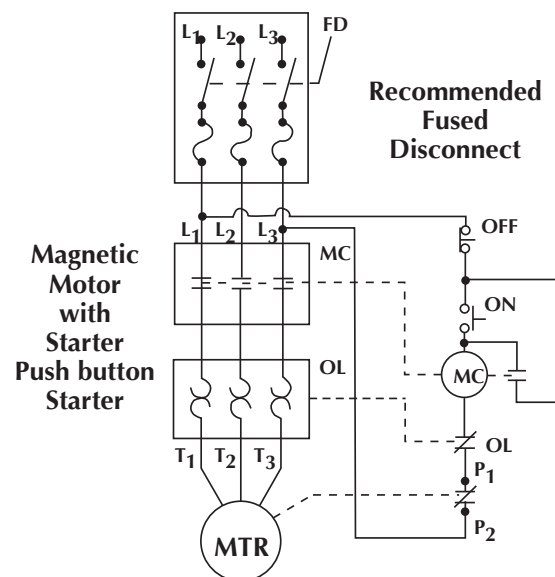 L1 L2 L3
FD
Recommended
Fused
Disconnect
L1 L2 L3
MC
OFF
Magnetic
Motor
with
Starter
Push button
Starter
ON
MC
OL
OL
T1 T2 T3
P1
P2
MTR